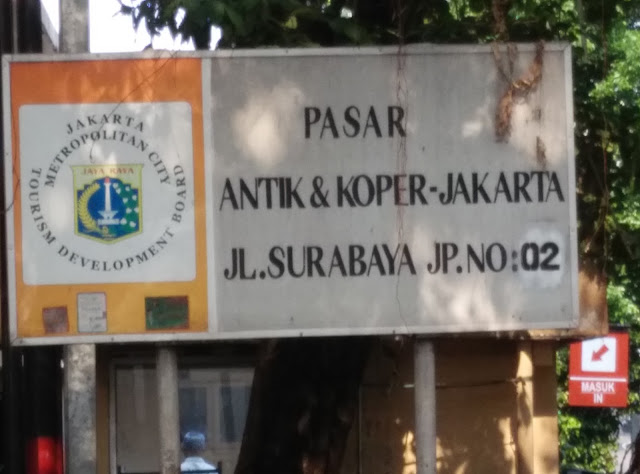 JAKARTA
METROPOLITAN CITY
TOURISM DEVELOPMENT BOARD
JAYA RAYA
PASAR
ANTIK & KOPER-JAKARTA
JL.SURABAYA JP.NO:02
MASUK
IN